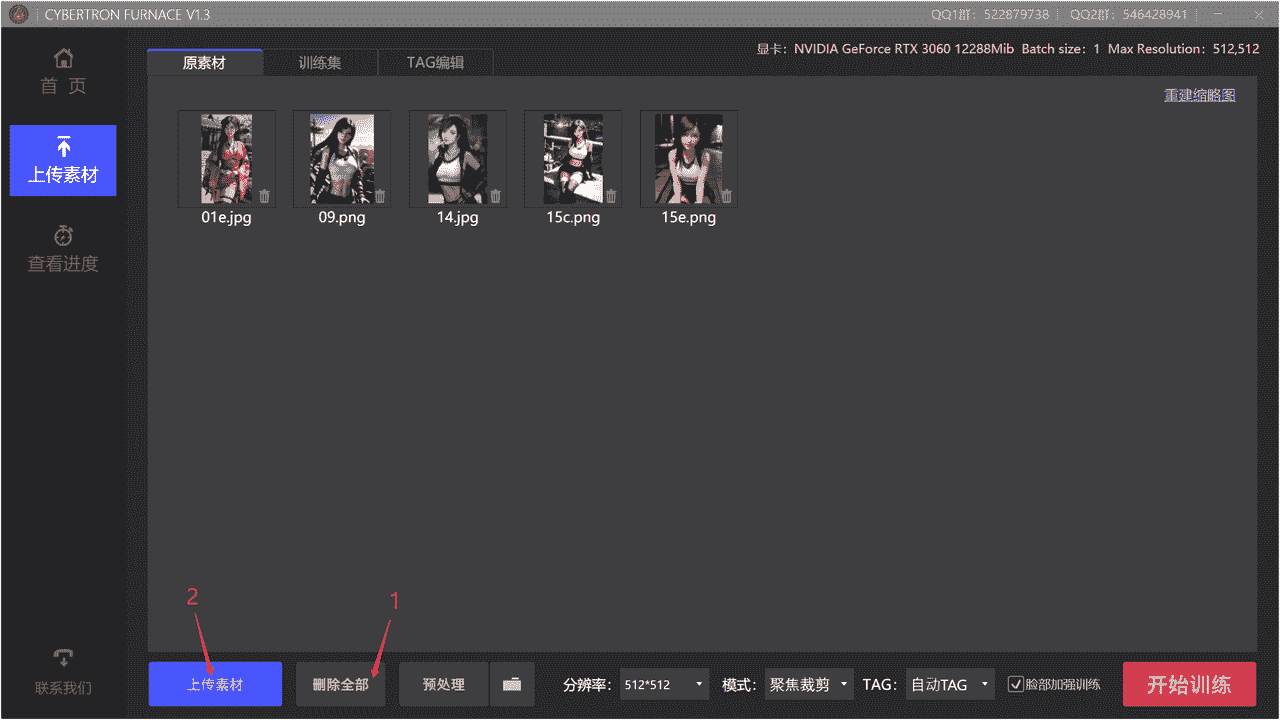 CYBERTRON FURNACE V1.3
QQ1群：522879738 QQ2群：546428941
显卡：NVIDIA GeForce RTX 3060 12288Mib Batch size：1 Max Resolution：512,512
首 页
上传素材
查看进度
联系我们
原素材 训练集 TAG编辑
重建缩略图
01e.jpg 09.png 14.jpg 15c.png 15e.png
2 1
上传素材 删除全部 预处理 分辨率： 512*512 模式： 聚焦裁剪 TAG： 自动TAG 脸部加强训练 开始训练